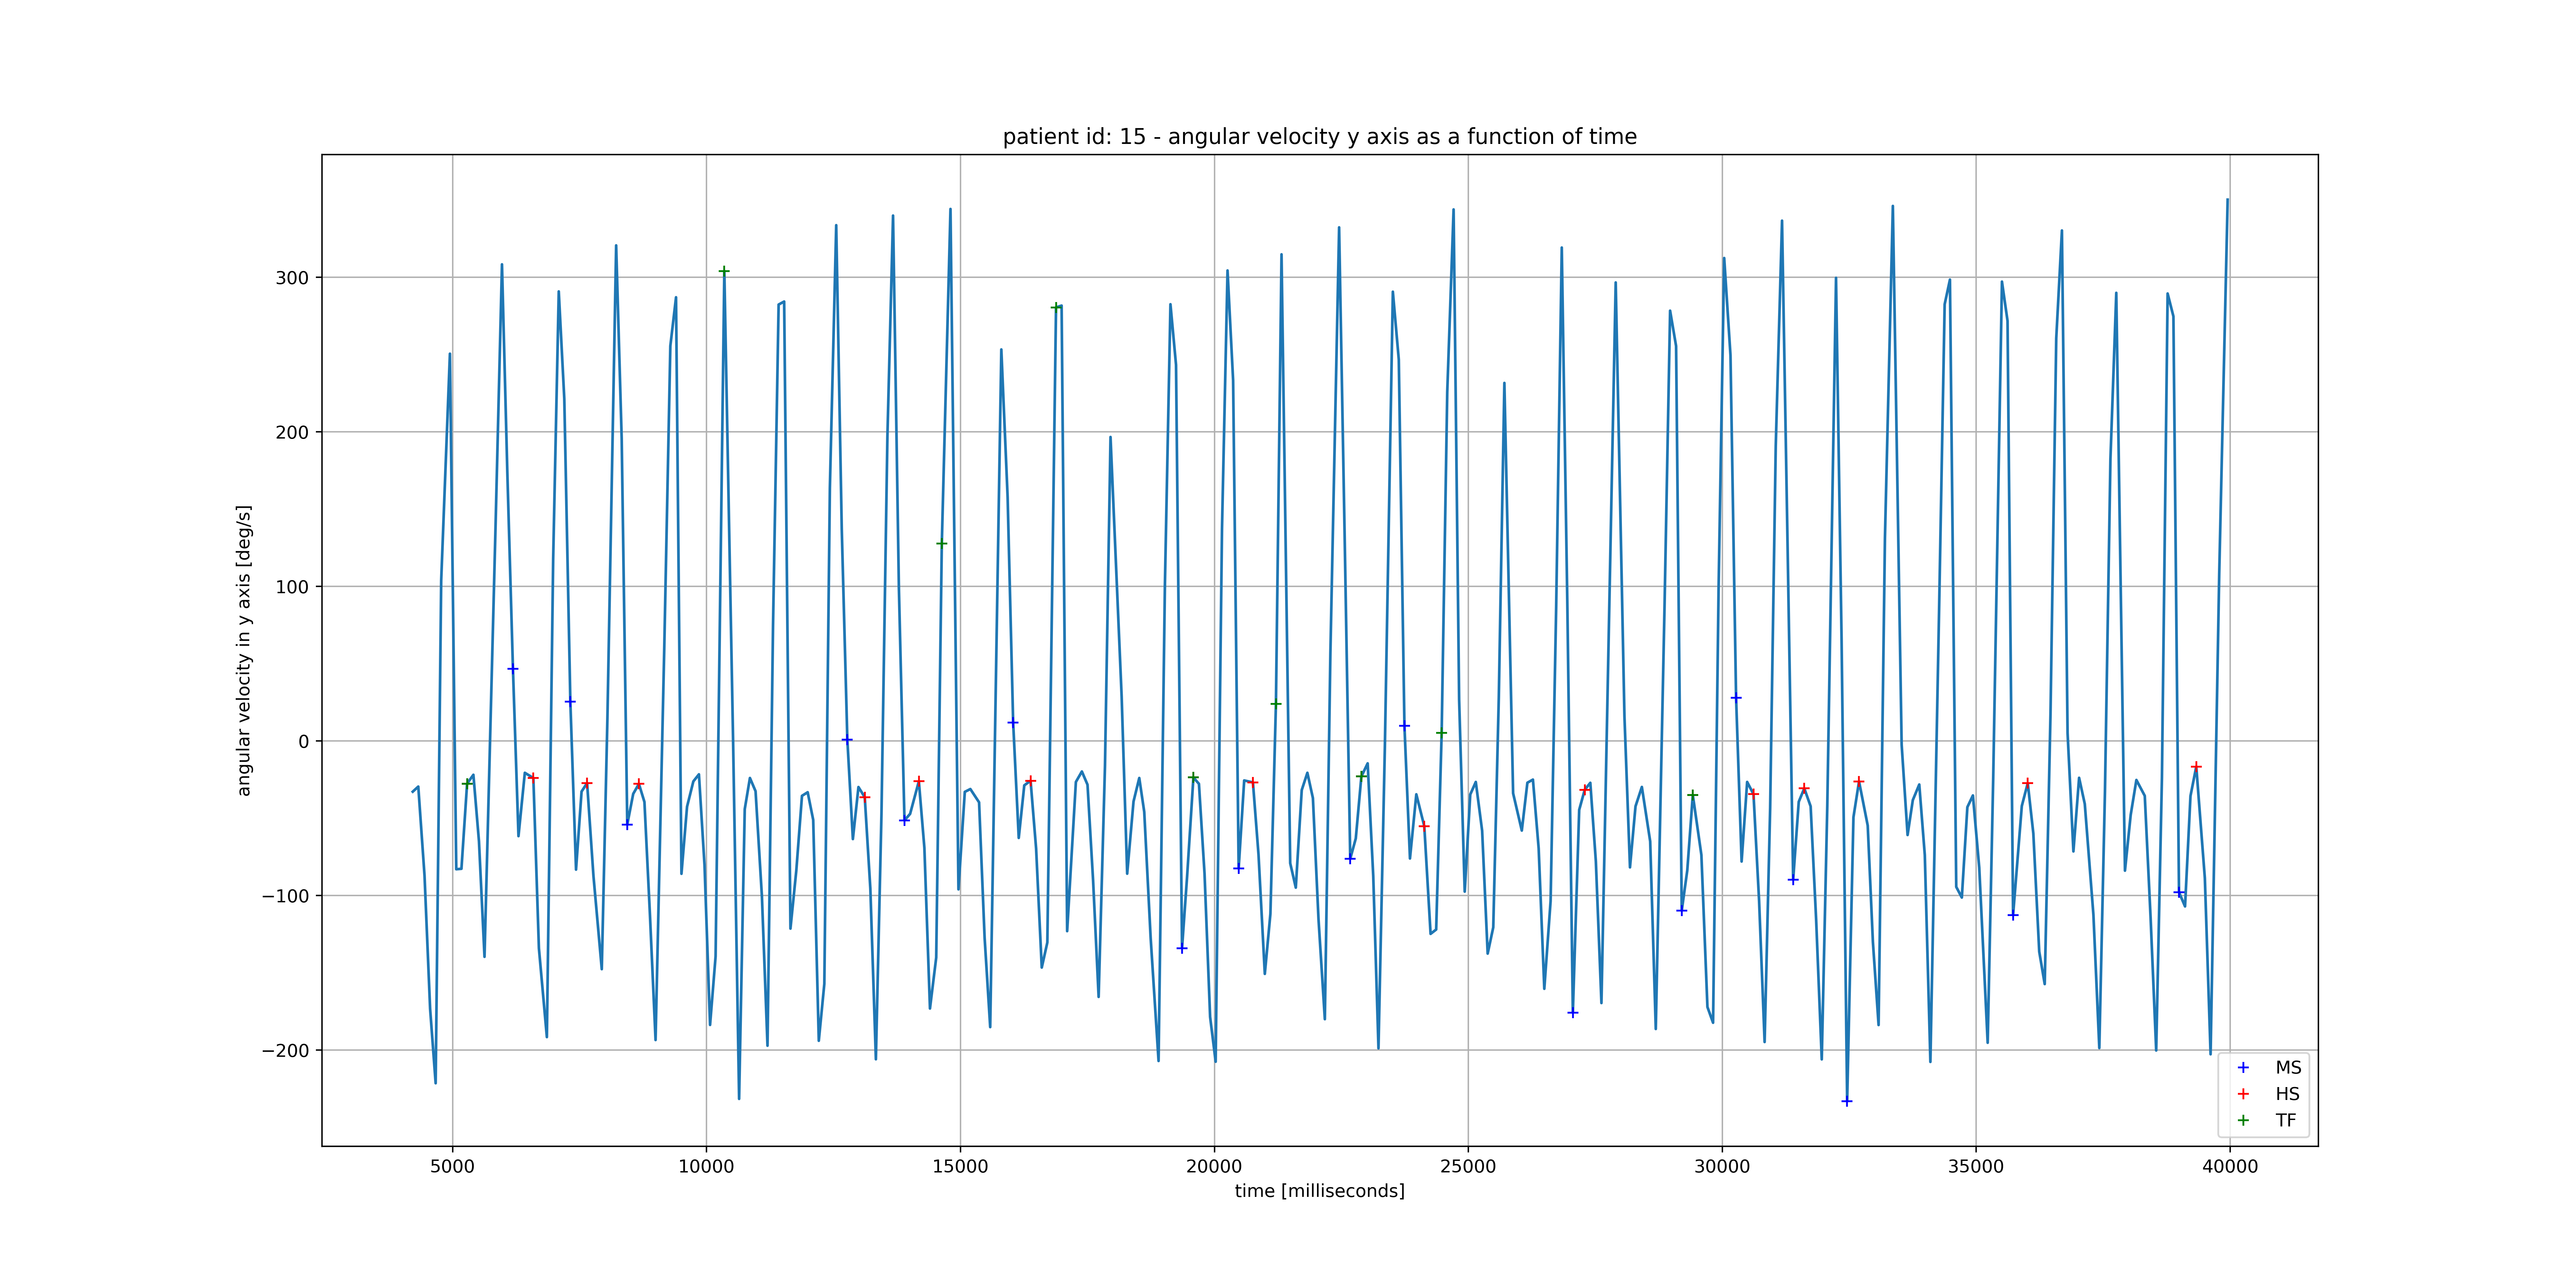 patient id: 15 - angular velocity y axis as a function of time
angular velocity in y axis [deg/s]
300
200
100
0
−100
−200
5000 10000 15000 20000 25000 30000 35000 40000
time [milliseconds]
MS
HS
TF